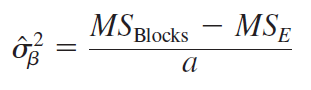 σ̂²_β = (MS_Blocks − MS_E) / a